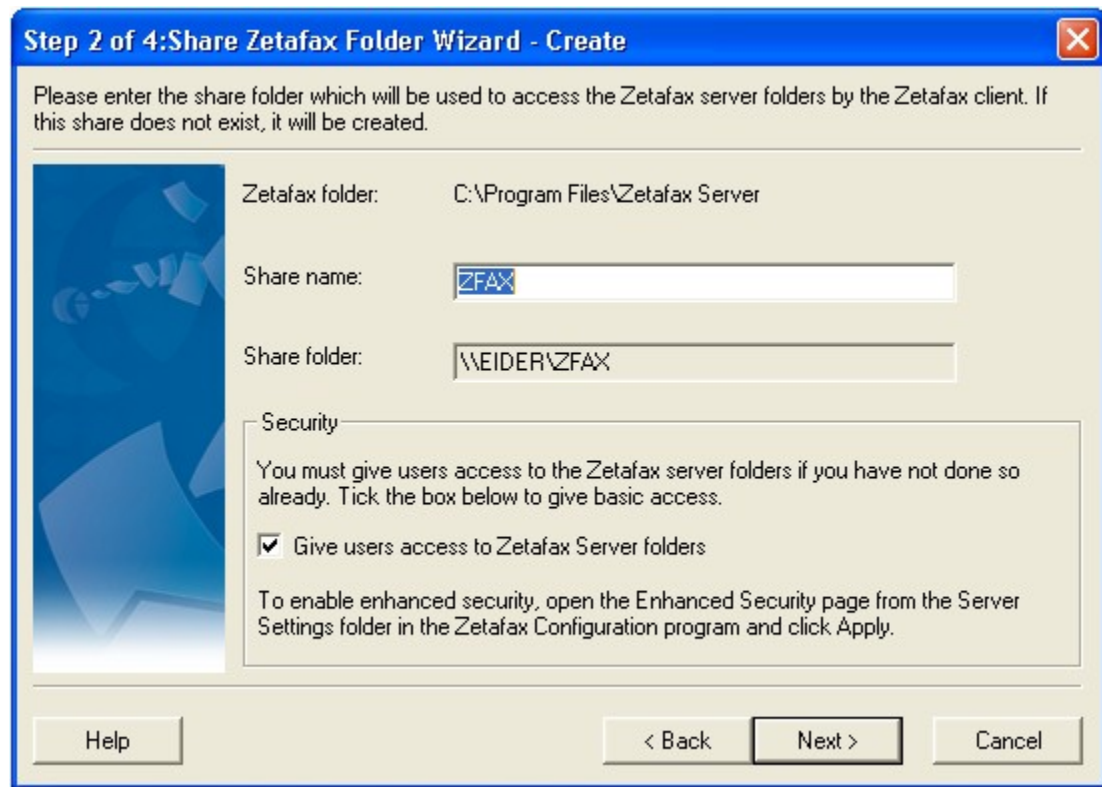 Step 2 of 4:Share Zetafax Folder Wizard - Create
Please enter the share folder which will be used to access the Zetafax server folders by the Zetafax client. If
this share does not exist, it will be created.
Zetafax folder: C:\Program Files\Zetafax Server
Share name: ZFAX
Share folder: \\EIDER\ZFAX
Security
You must give users access to the Zetafax server folders if you have not done so
already. Tick the box below to give basic access.
Give users access to Zetafax Server folders
To enable enhanced security, open the Enhanced Security page from the Server
Settings folder in the Zetafax Configuration program and click Apply.
Help < Back Next > Cancel